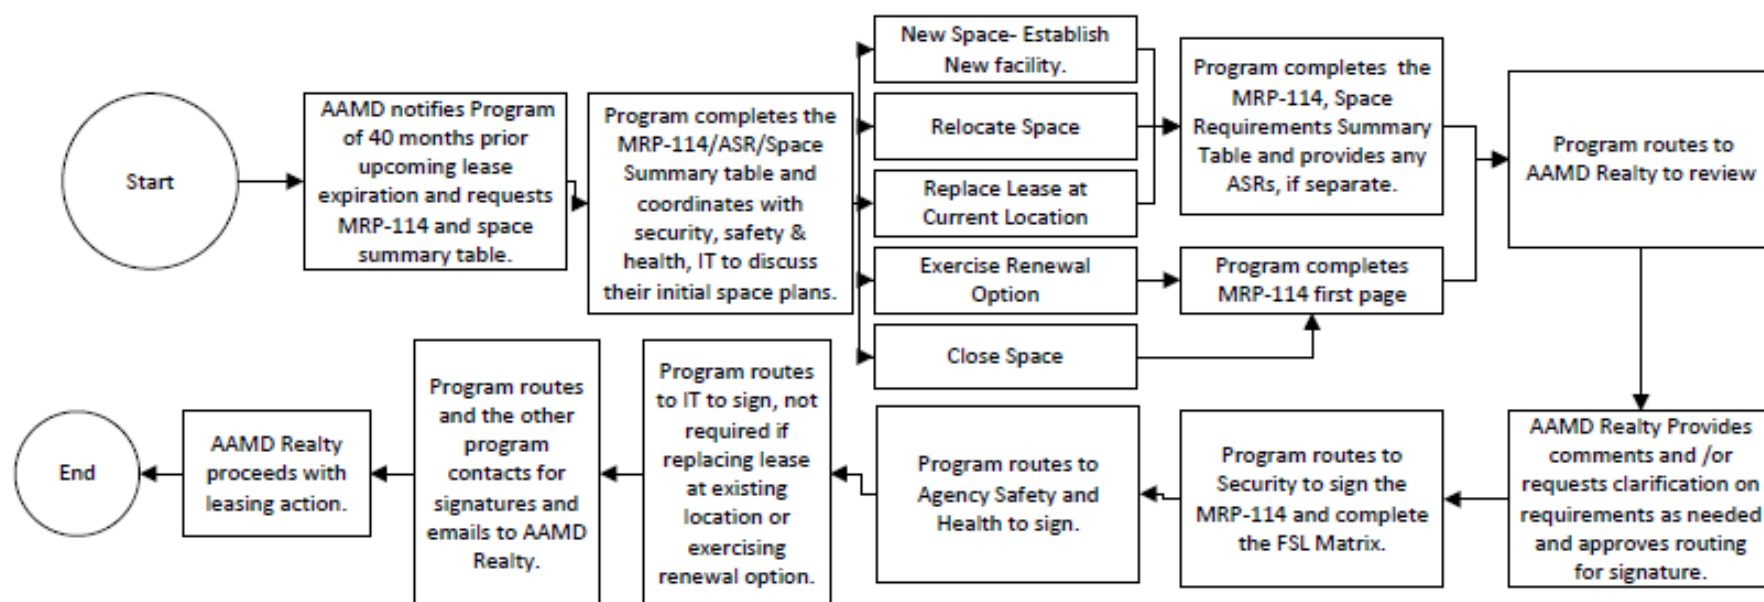 Start
AAMD notifies Program
of 40 months prior
upcoming lease
expiration and requests
MRP-114 and space
summary table.
Program completes the
MRP-114/ASR/Space
Summary table and
coordinates with
security, safety &
health, IT to discuss
their initial space plans.
New Space- Establish
New facility.
Relocate Space
Replace Lease at
Current Location
Exercise Renewal
Option
Close Space
Program completes the
MRP-114, Space
Requirements Summary
Table and provides any
ASRs, if separate.
Program completes
MRP-114 first page
Program routes to
AAMD Realty to review
AAMD Realty Provides
comments and /or
requests clarification on
requirements as needed
and approves routing
for signature.
Program routes to
Security to sign the
MRP-114 and complete
the FSL Matrix.
Program routes to
Agency Safety and
Health to sign.
Program routes
to IT to sign, not
required if
replacing lease
at existing
location or
exercising
renewal option.
Program routes
and the other
program
contacts for
signatures and
emails to AAMD
Realty.
AAMD Realty
proceeds with
leasing action.
End